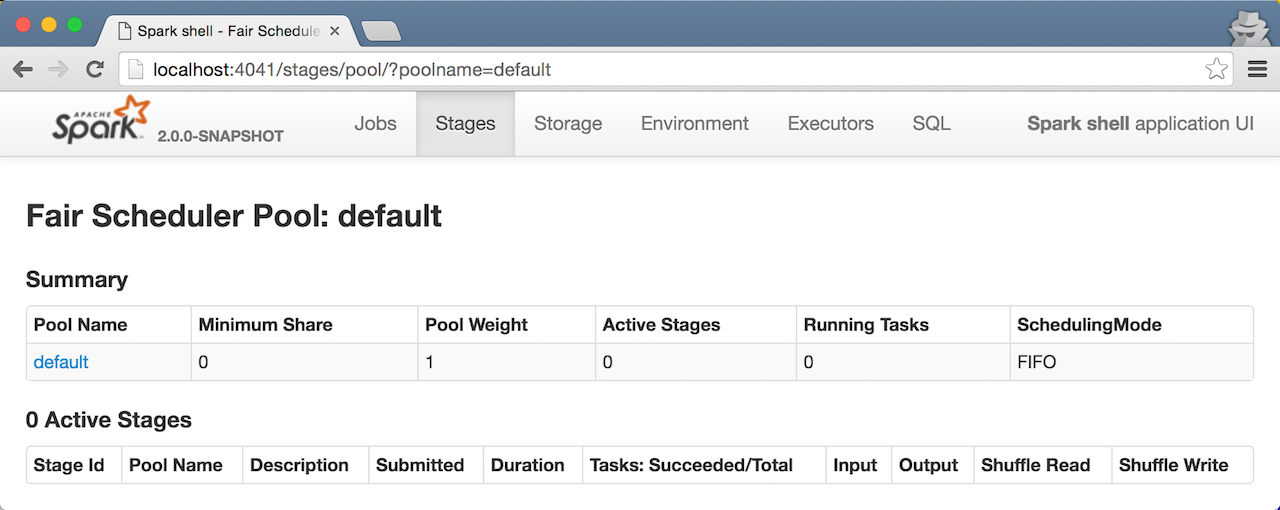 Spark shell - Fair Schedule
localhost:4041/stages/pool/?poolname=default
APACHE
Spark 2.0.0-SNAPSHOT Jobs Stages Storage Environment Executors SQL Spark shell application UI
Fair Scheduler Pool: default
Summary
Pool Name Minimum Share Pool Weight Active Stages Running Tasks SchedulingMode
default 0 1 0 0 FIFO
0 Active Stages
Stage Id Pool Name Description Submitted Duration Tasks: Succeeded/Total Input Output Shuffle Read Shuffle Write